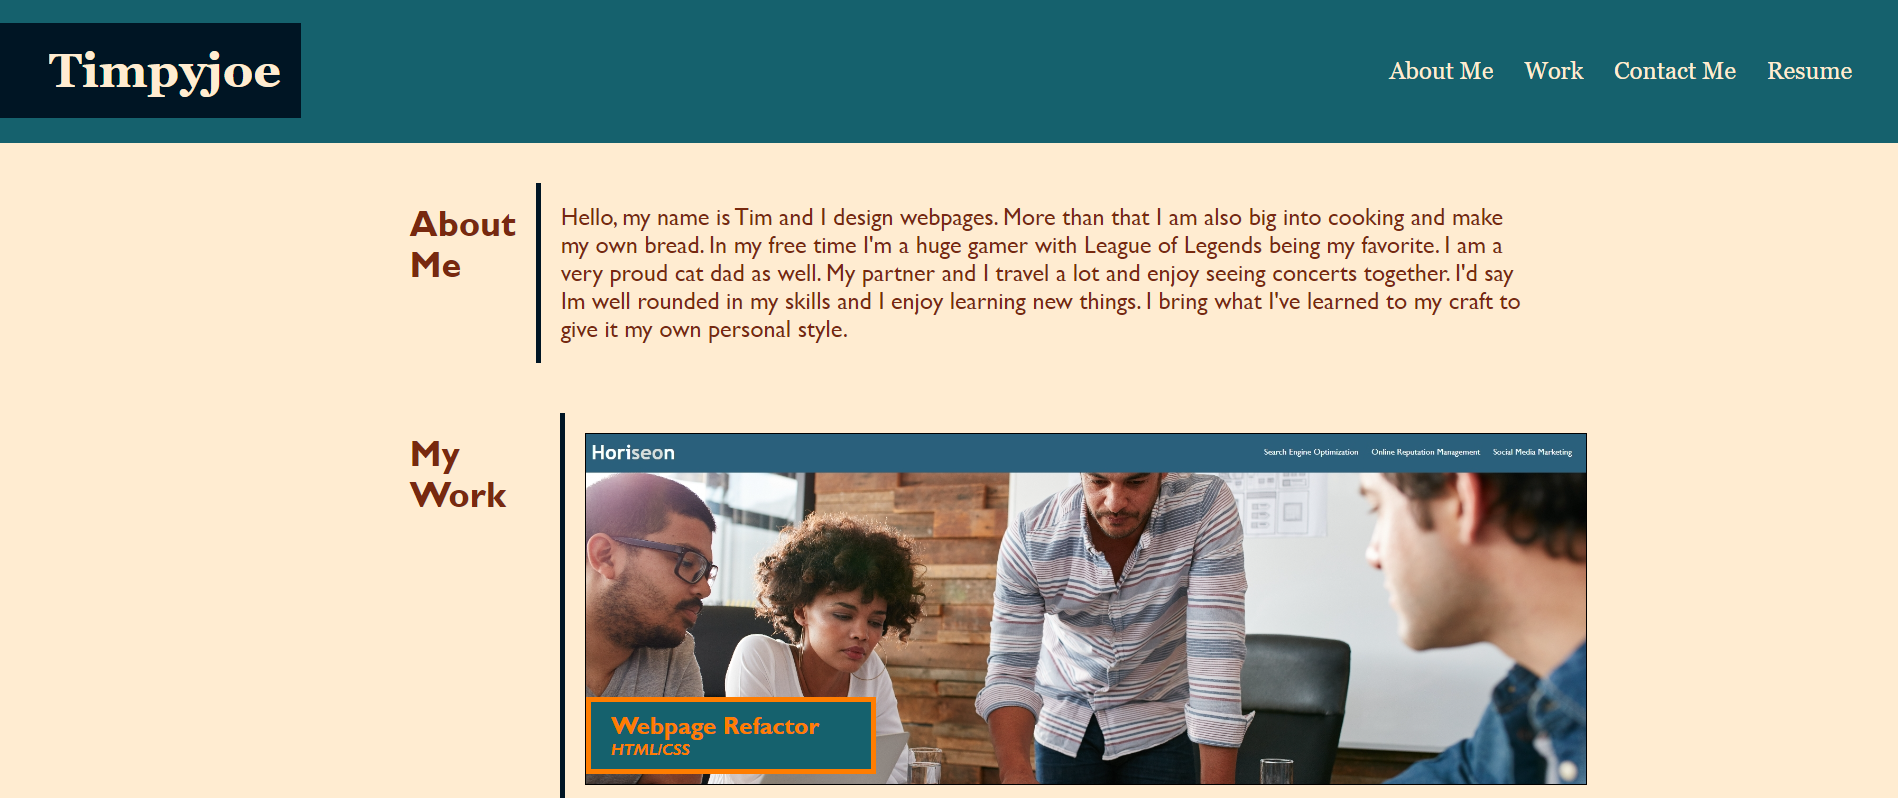 Timpyjoe
About Me Work Contact Me Resume
About
Me
Hello, my name is Tim and I design webpages. More than that I am also big into cooking and make
my own bread. In my free time I'm a huge gamer with League of Legends being my favorite. I am a
very proud cat dad as well. My partner and I travel a lot and enjoy seeing concerts together. I'd say
Im well rounded in my skills and I enjoy learning new things. I bring what I've learned to my craft to
give it my own personal style.
My
Work
Horiseon
Search Engine Optimization Online Reputation Management Social Media Marketing
Webpage Refactor
HTML/CSS